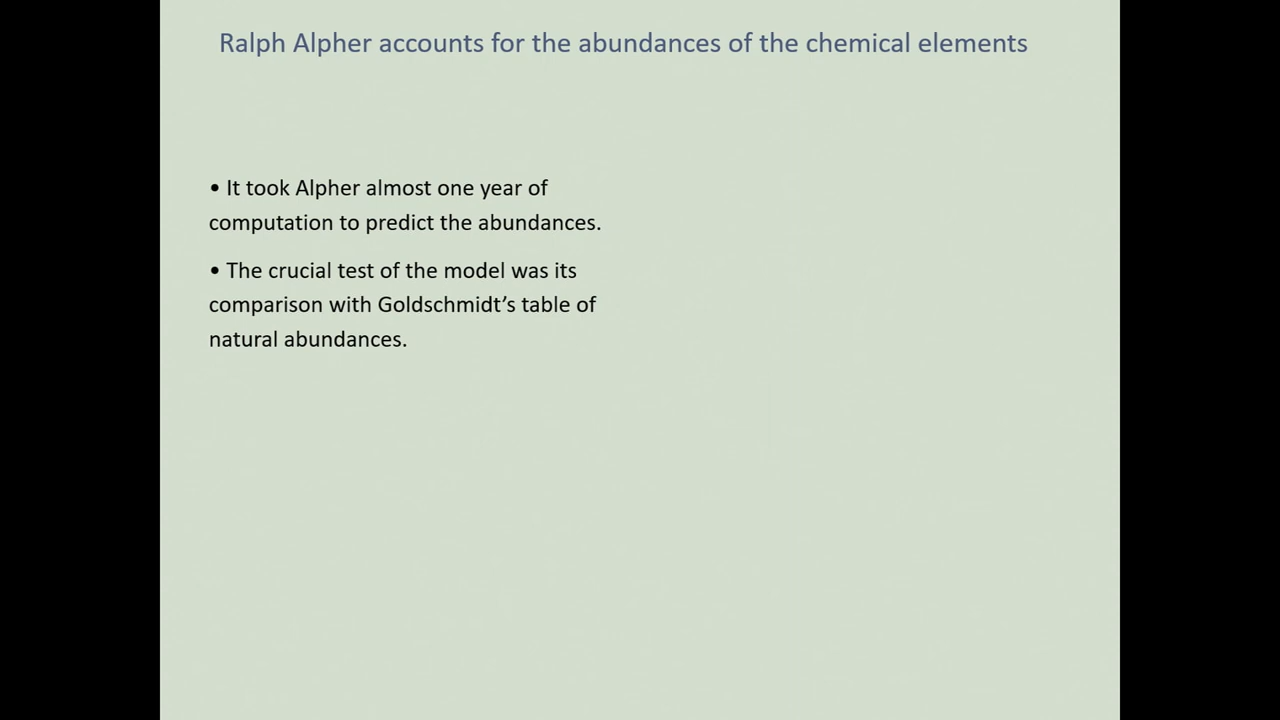 Ralph Alpher accounts for the abundances of the chemical elements
• It took Alpher almost one year of
computation to predict the abundances.
• The crucial test of the model was its
comparison with Goldschmidt’s table of
natural abundances.